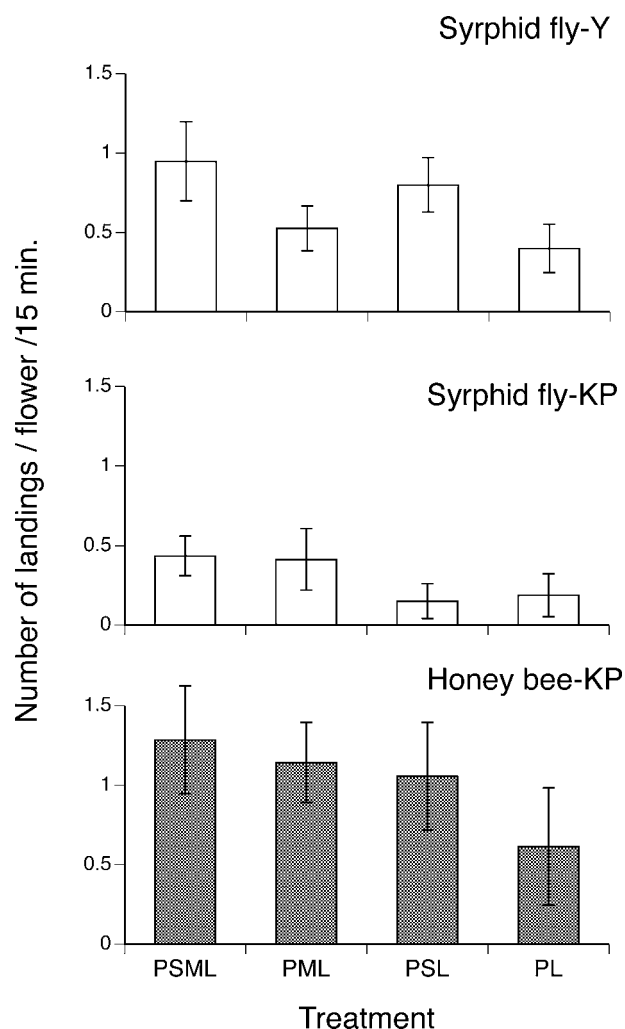 Syrphid fly-Y
1.5
1
0.5
0
Syrphid fly-KP
1.5
1
0.5
0
Honey bee-KP
1.5
1
0.5
0
PSML PML PSL PL
Treatment
Number of landings / flower /15 min.